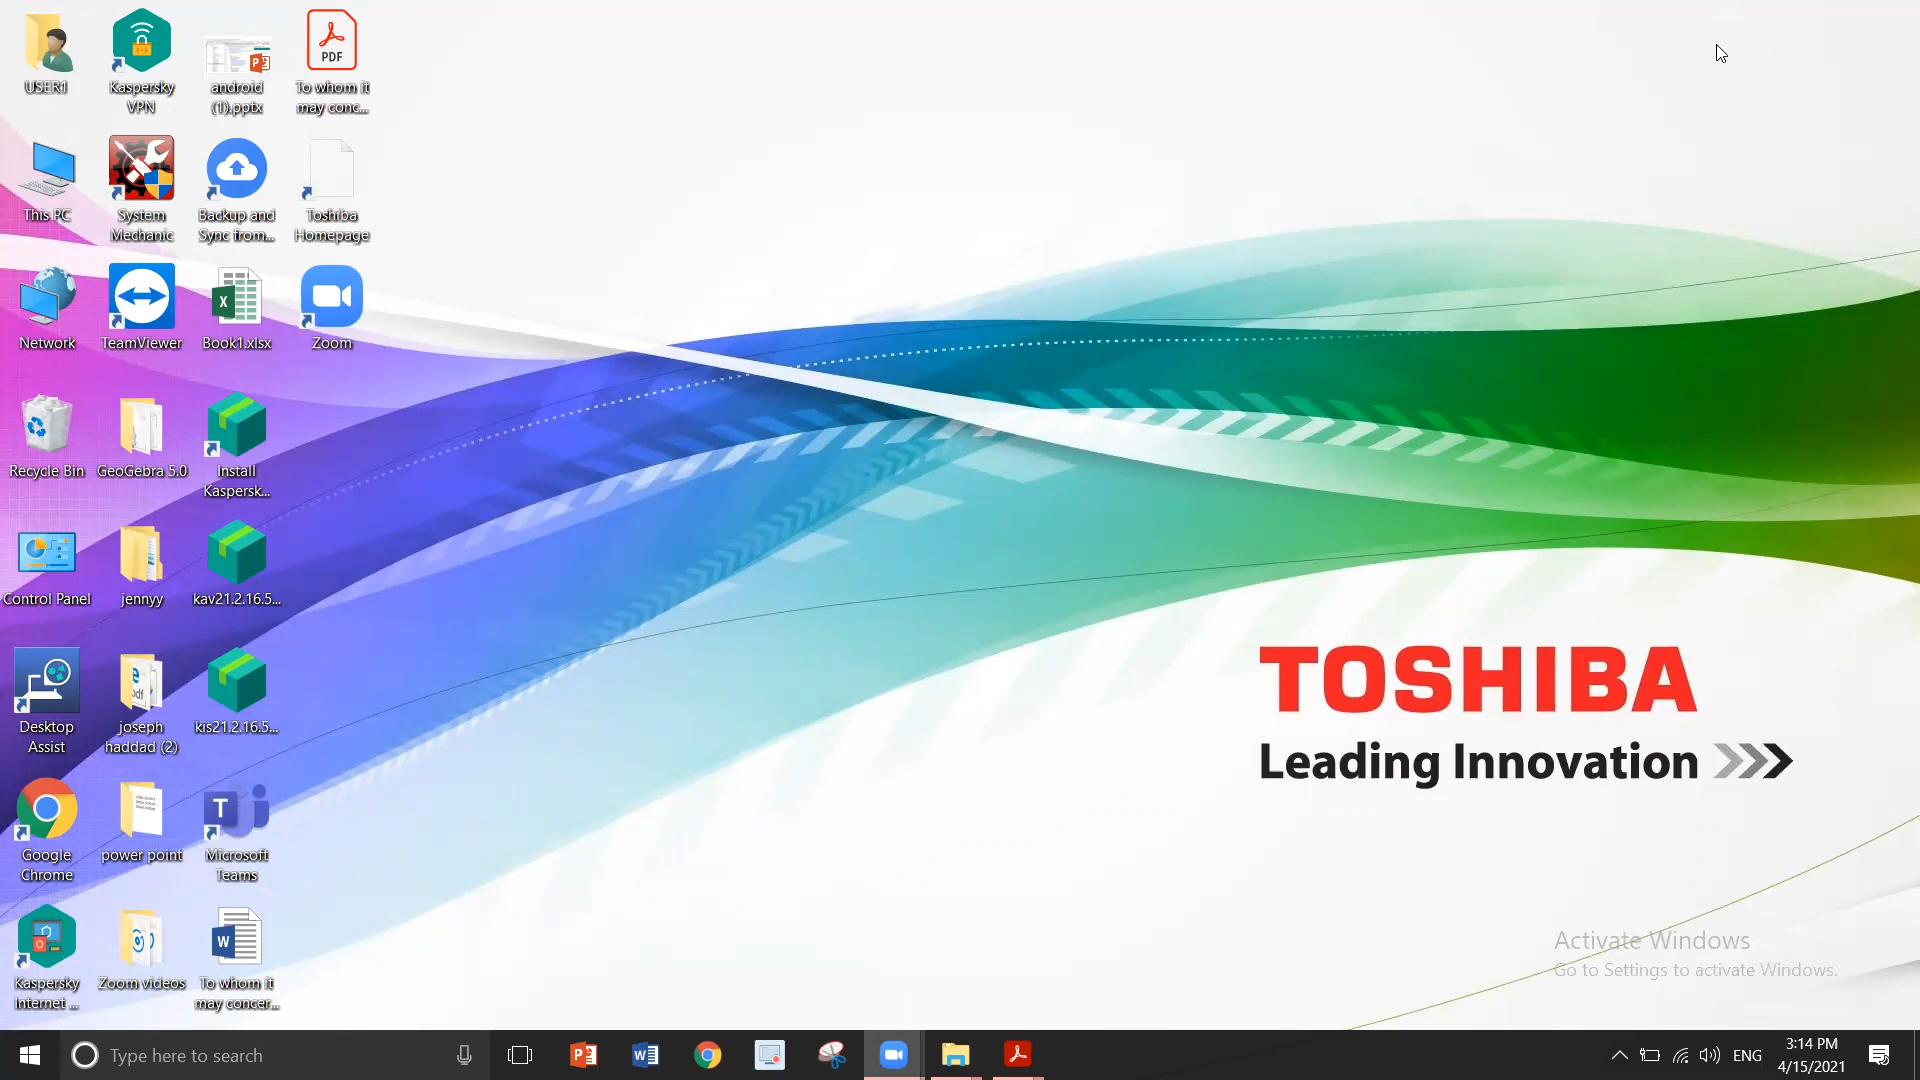 USER1
Kaspersky
VPN
android
(1).pptx
PDF
To whom it
may conc...
This PC
System
Mechanic
Backup and
Sync from...
Toshiba
Homepage
Network
TeamViewer
X
Book1.xlsx
Zoom
Recycle Bin
GeoGebra 5.0
Install
Kaspersk...
Control Panel
jennyy
kav21.2.16.5...
Desktop
Assist
joseph
haddad (2)
kis21.2.16.5...
TOSHIBA
Leading Innovation
Google
Chrome
power point
T
Microsoft
Teams
Kaspersky
Internet ...
Zoom videos
W
To whom it
may concer...
Activate Windows
Go to Settings to activate Windows.
Type here to search
ENG
3:14 PM
4/15/2021